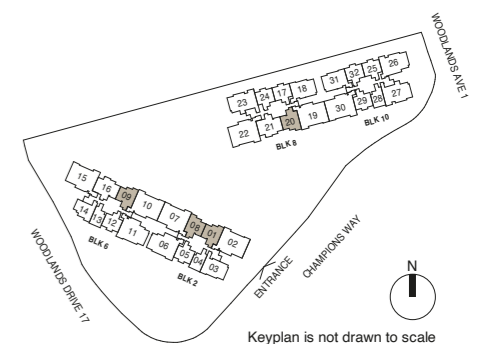 WOODLANDS AVE 1
31 32 25 26
23 24 17 18
22 21 20 19 30 29 28 27
BLK 8
BLK 10
15 16 09 10 07 08 01 02
14 13 12 11 06 05 04 03
BLK 6
BLK 2
WOODLANDS DRIVE 17
ENTRANCE
CHAMPIONS WAY
N
Keyplan is not drawn to scale